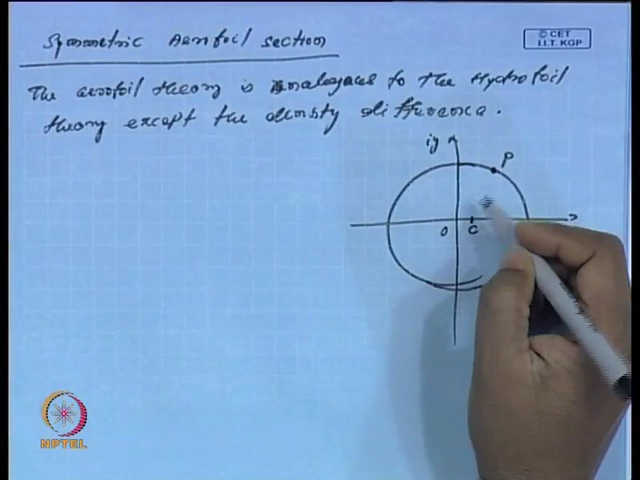 Symmetric Aerofoil section
© CET
I.I.T. KGP
The aerofoil theory is analogous to the Hydrofoil
theory except the density difference.
iy
P
O
C
NPTEL